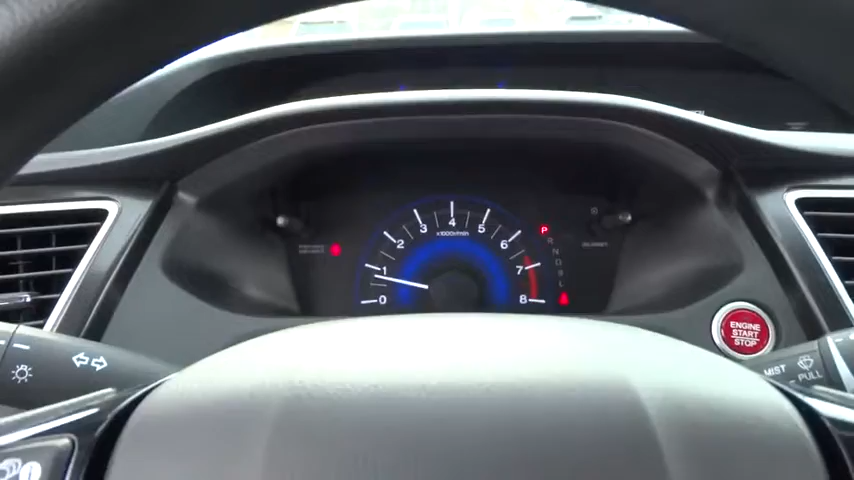 4
3 5
x1000r/min
2 6
P
R
N
1 7
D
S
L
0 8
ENGINE
START
STOP
MIST
PULL